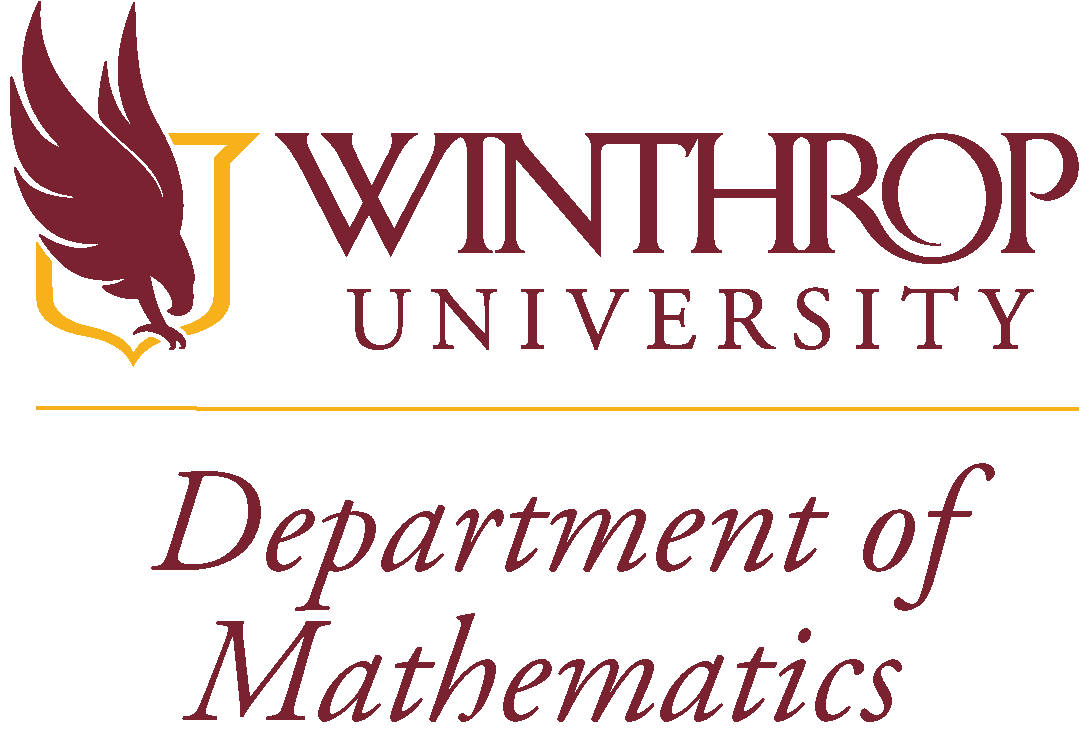 WINTHROP
UNIVERSITY
Department of
Mathematics